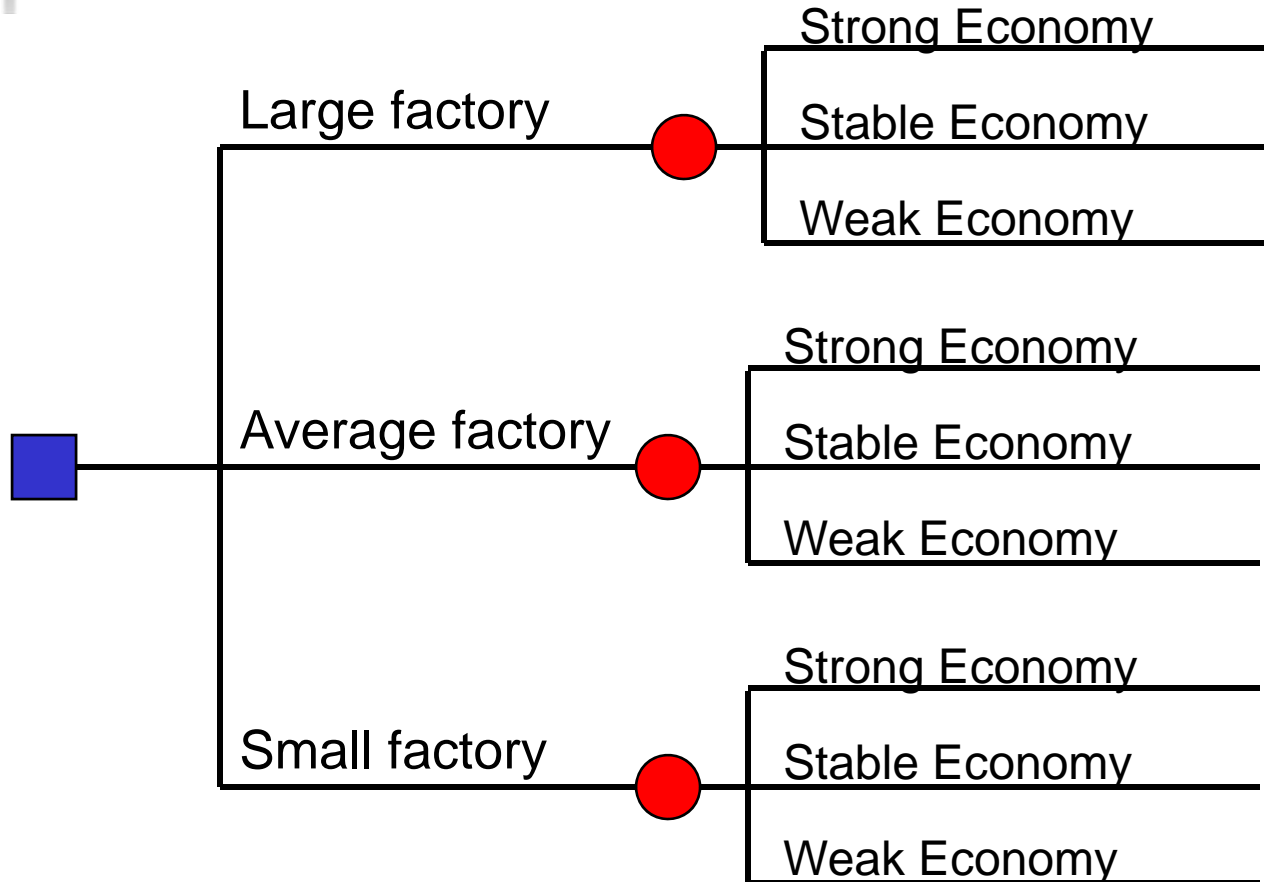 Strong Economy
Large factory
Stable Economy
Weak Economy
Strong Economy
Average factory
Stable Economy
Weak Economy
Strong Economy
Small factory
Stable Economy
Weak Economy